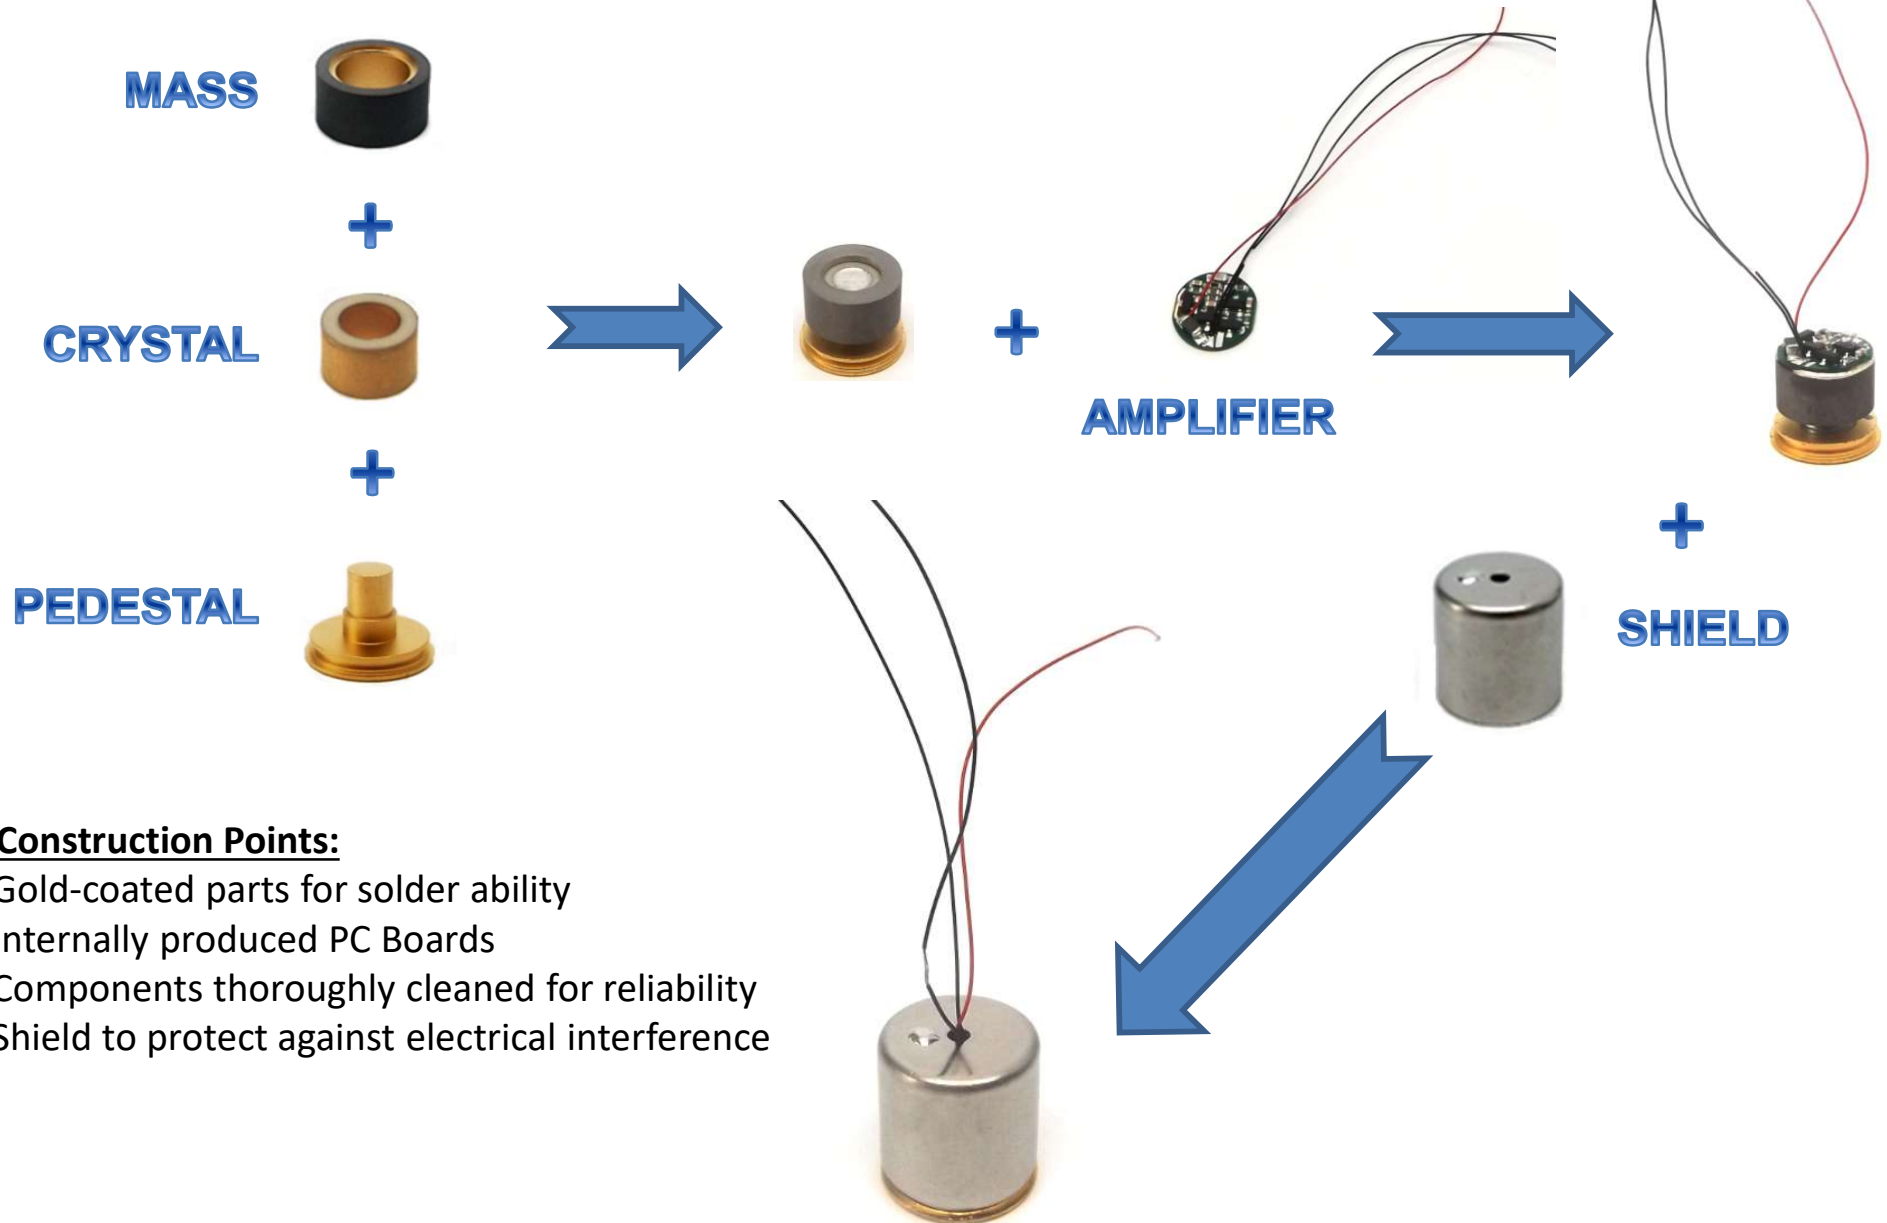 MASS
+
CRYSTAL
+
PEDESTAL
+
AMPLIFIER
+
SHIELD
Construction Points:
Gold-coated parts for solder ability
nternally produced PC Boards
Components thoroughly cleaned for reliability
Shield to protect against electrical interference